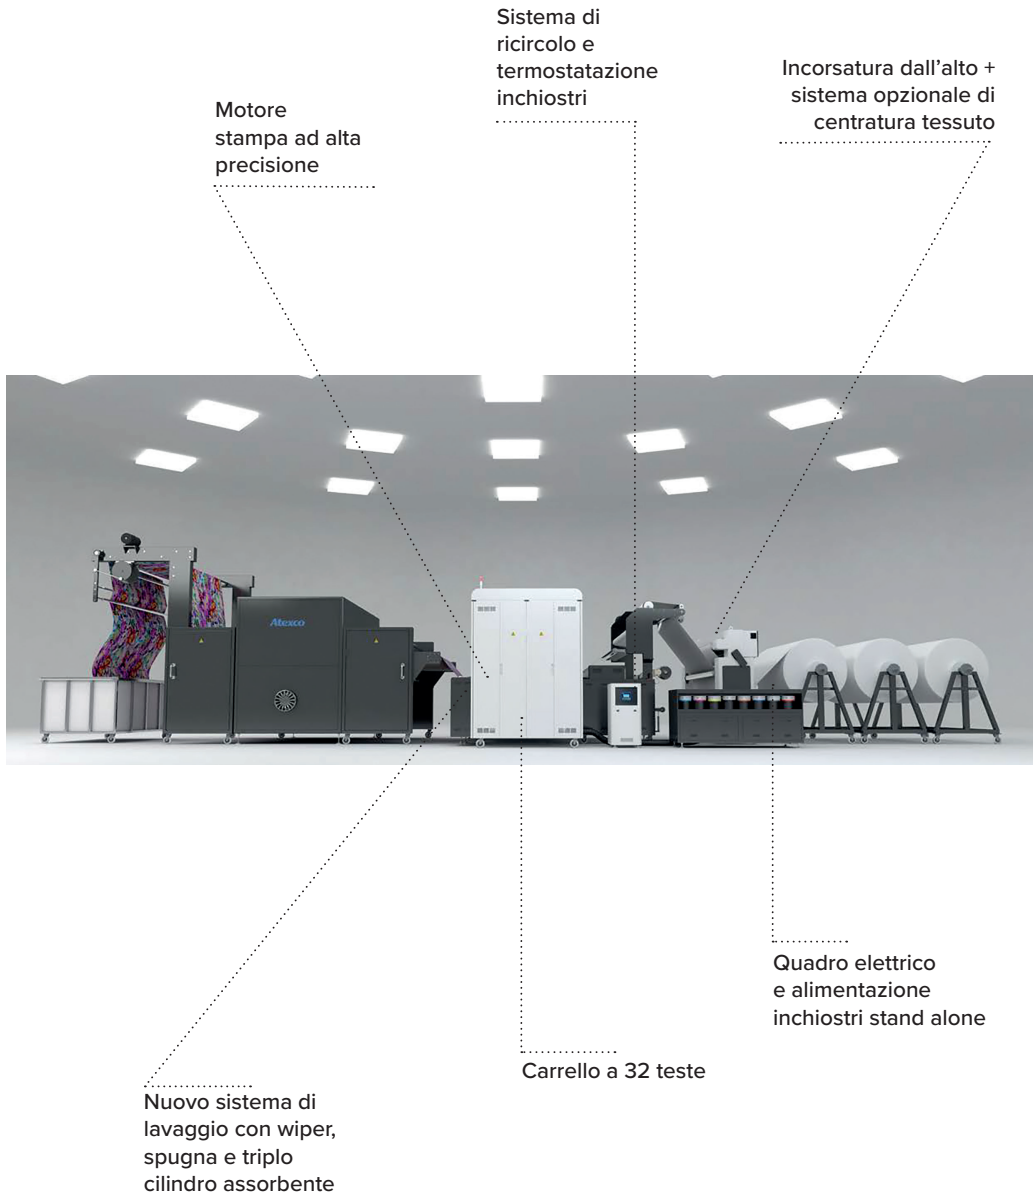 Sistema di
ricircolo e
termostatazione
inchiostri
Incorsatura dall'alto +
sistema opzionale di
centratura tessuto
Motore
stampa ad alta
precisione
Atexco
Quadro elettrico
e alimentazione
inchiostri stand alone
Carrello a 32 teste
Nuovo sistema di
lavaggio con wiper,
spugna e triplo
cilindro assorbente